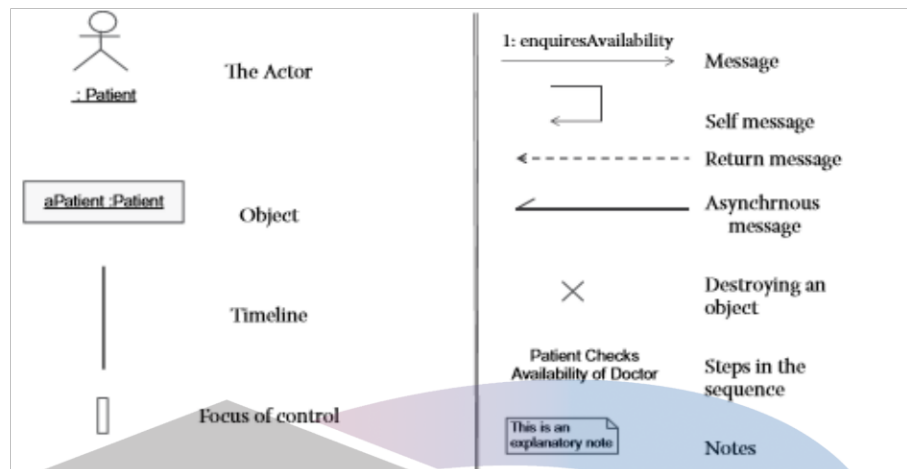 : Patient
The Actor
aPatient :Patient
Object
Timeline
Focus of control
1: enquiresAvailability
Message
Self message
Return message
Asynchrnous
message
Destroying an
object
Patient Checks
Availability of Doctor
Steps in the
sequence
This is an
explanatory note
Notes